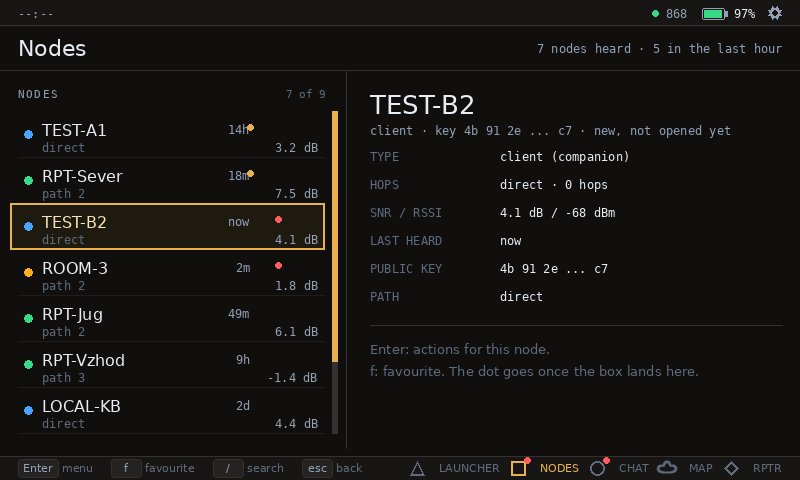 --:--
868 97%
Nodes
7 nodes heard · 5 in the last hour
NODES 7 of 9
TEST-A1 14h
direct 3.2 dB
RPT-Sever 18m
path 2 7.5 dB
TEST-B2 now
direct 4.1 dB
ROOM-3 2m
path 2 1.8 dB
RPT-Jug 49m
path 2 6.1 dB
RPT-Vzhod 9h
path 3 -1.4 dB
LOCAL-KB 2d
direct 4.4 dB
TEST-B2
client · key 4b 91 2e ... c7 · new, not opened yet
TYPE client (companion)
HOPS direct · 0 hops
SNR / RSSI 4.1 dB / -68 dBm
LAST HEARD now
PUBLIC KEY 4b 91 2e ... c7
PATH direct
Enter: actions for this node.
f: favourite. The dot goes once the box lands here.
Enter menu f favourite / search esc back LAUNCHER NODES CHAT MAP RPTR